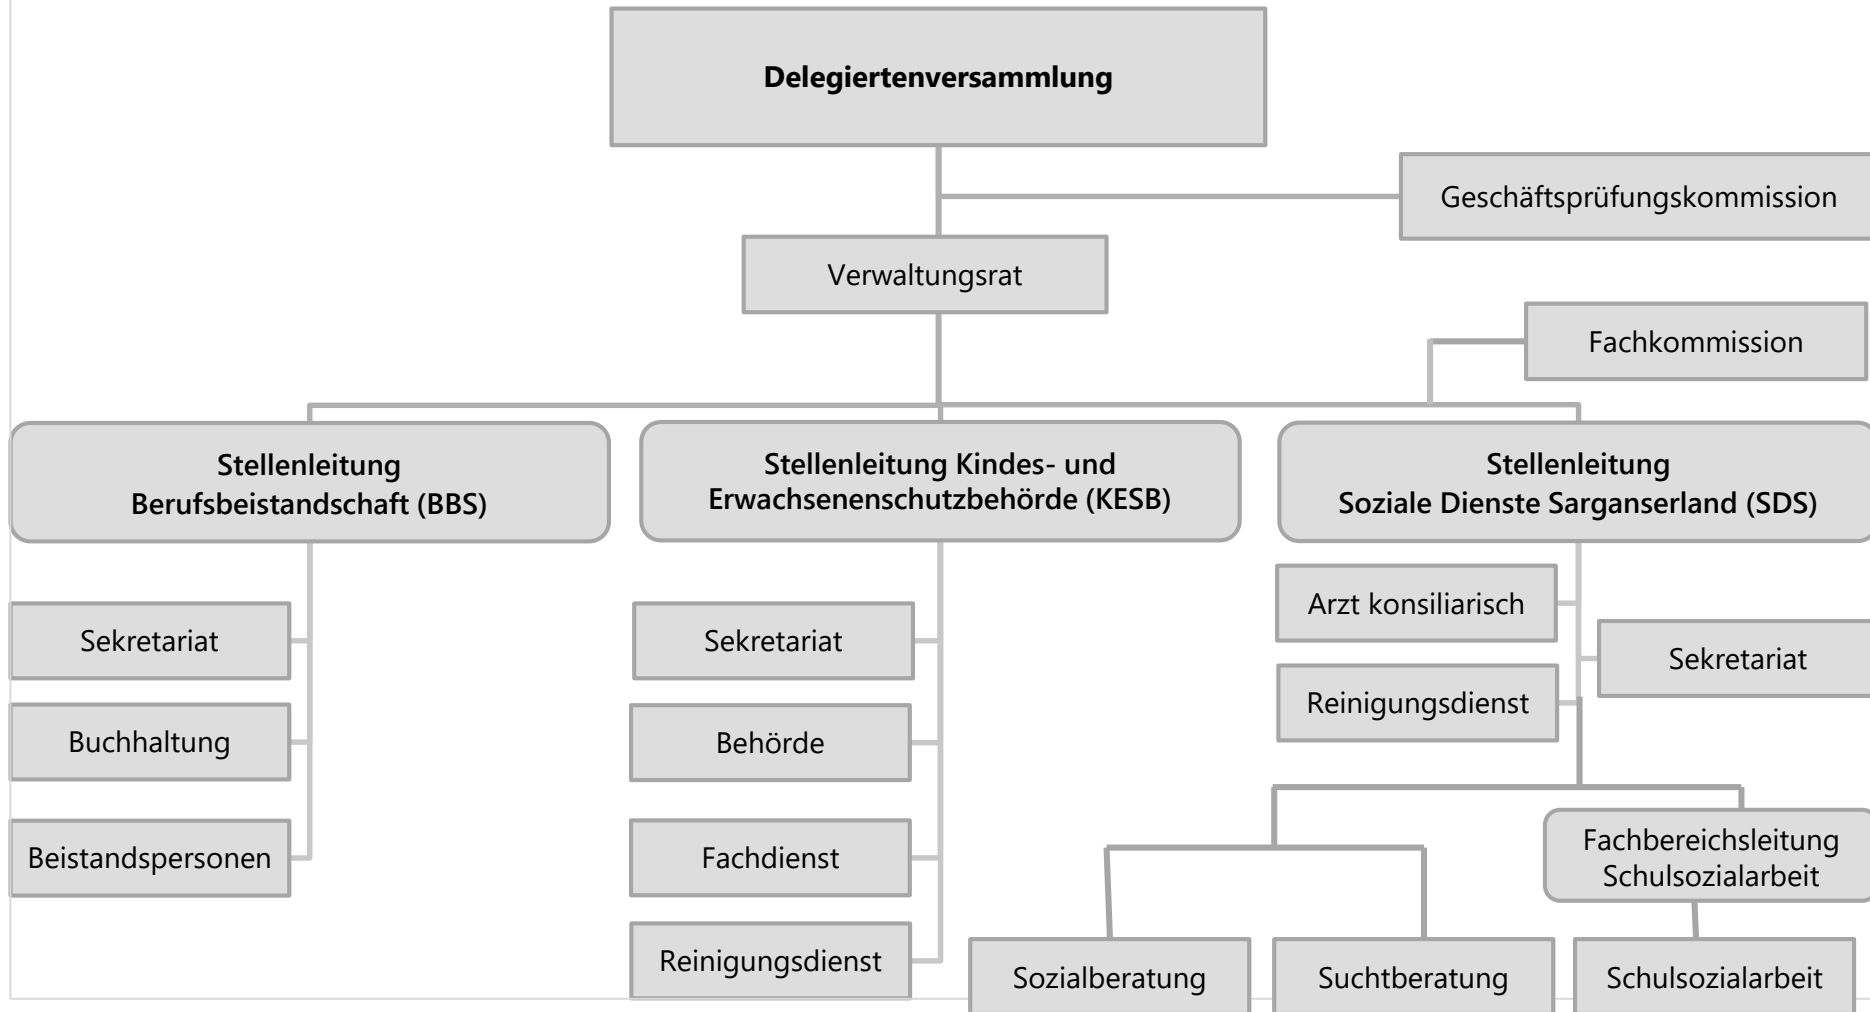 Delegiertenversammlung
Geschäftsprüfungskommission
Verwaltungsrat
Fachkommission
Stellenleitung
Berufsbeistandschaft (BBS)
Stellenleitung Kindes- und
Erwachsenenschutzbehörde (KESB)
Stellenleitung
Soziale Dienste Sarganserland (SDS)
Sekretariat
Buchhaltung
Beistandspersonen
Sekretariat
Behörde
Fachdienst
Reinigungsdienst
Arzt konsiliarisch
Sekretariat
Reinigungsdienst
Fachbereichsleitung
Schulsozialarbeit
Sozialberatung
Suchtberatung
Schulsozialarbeit